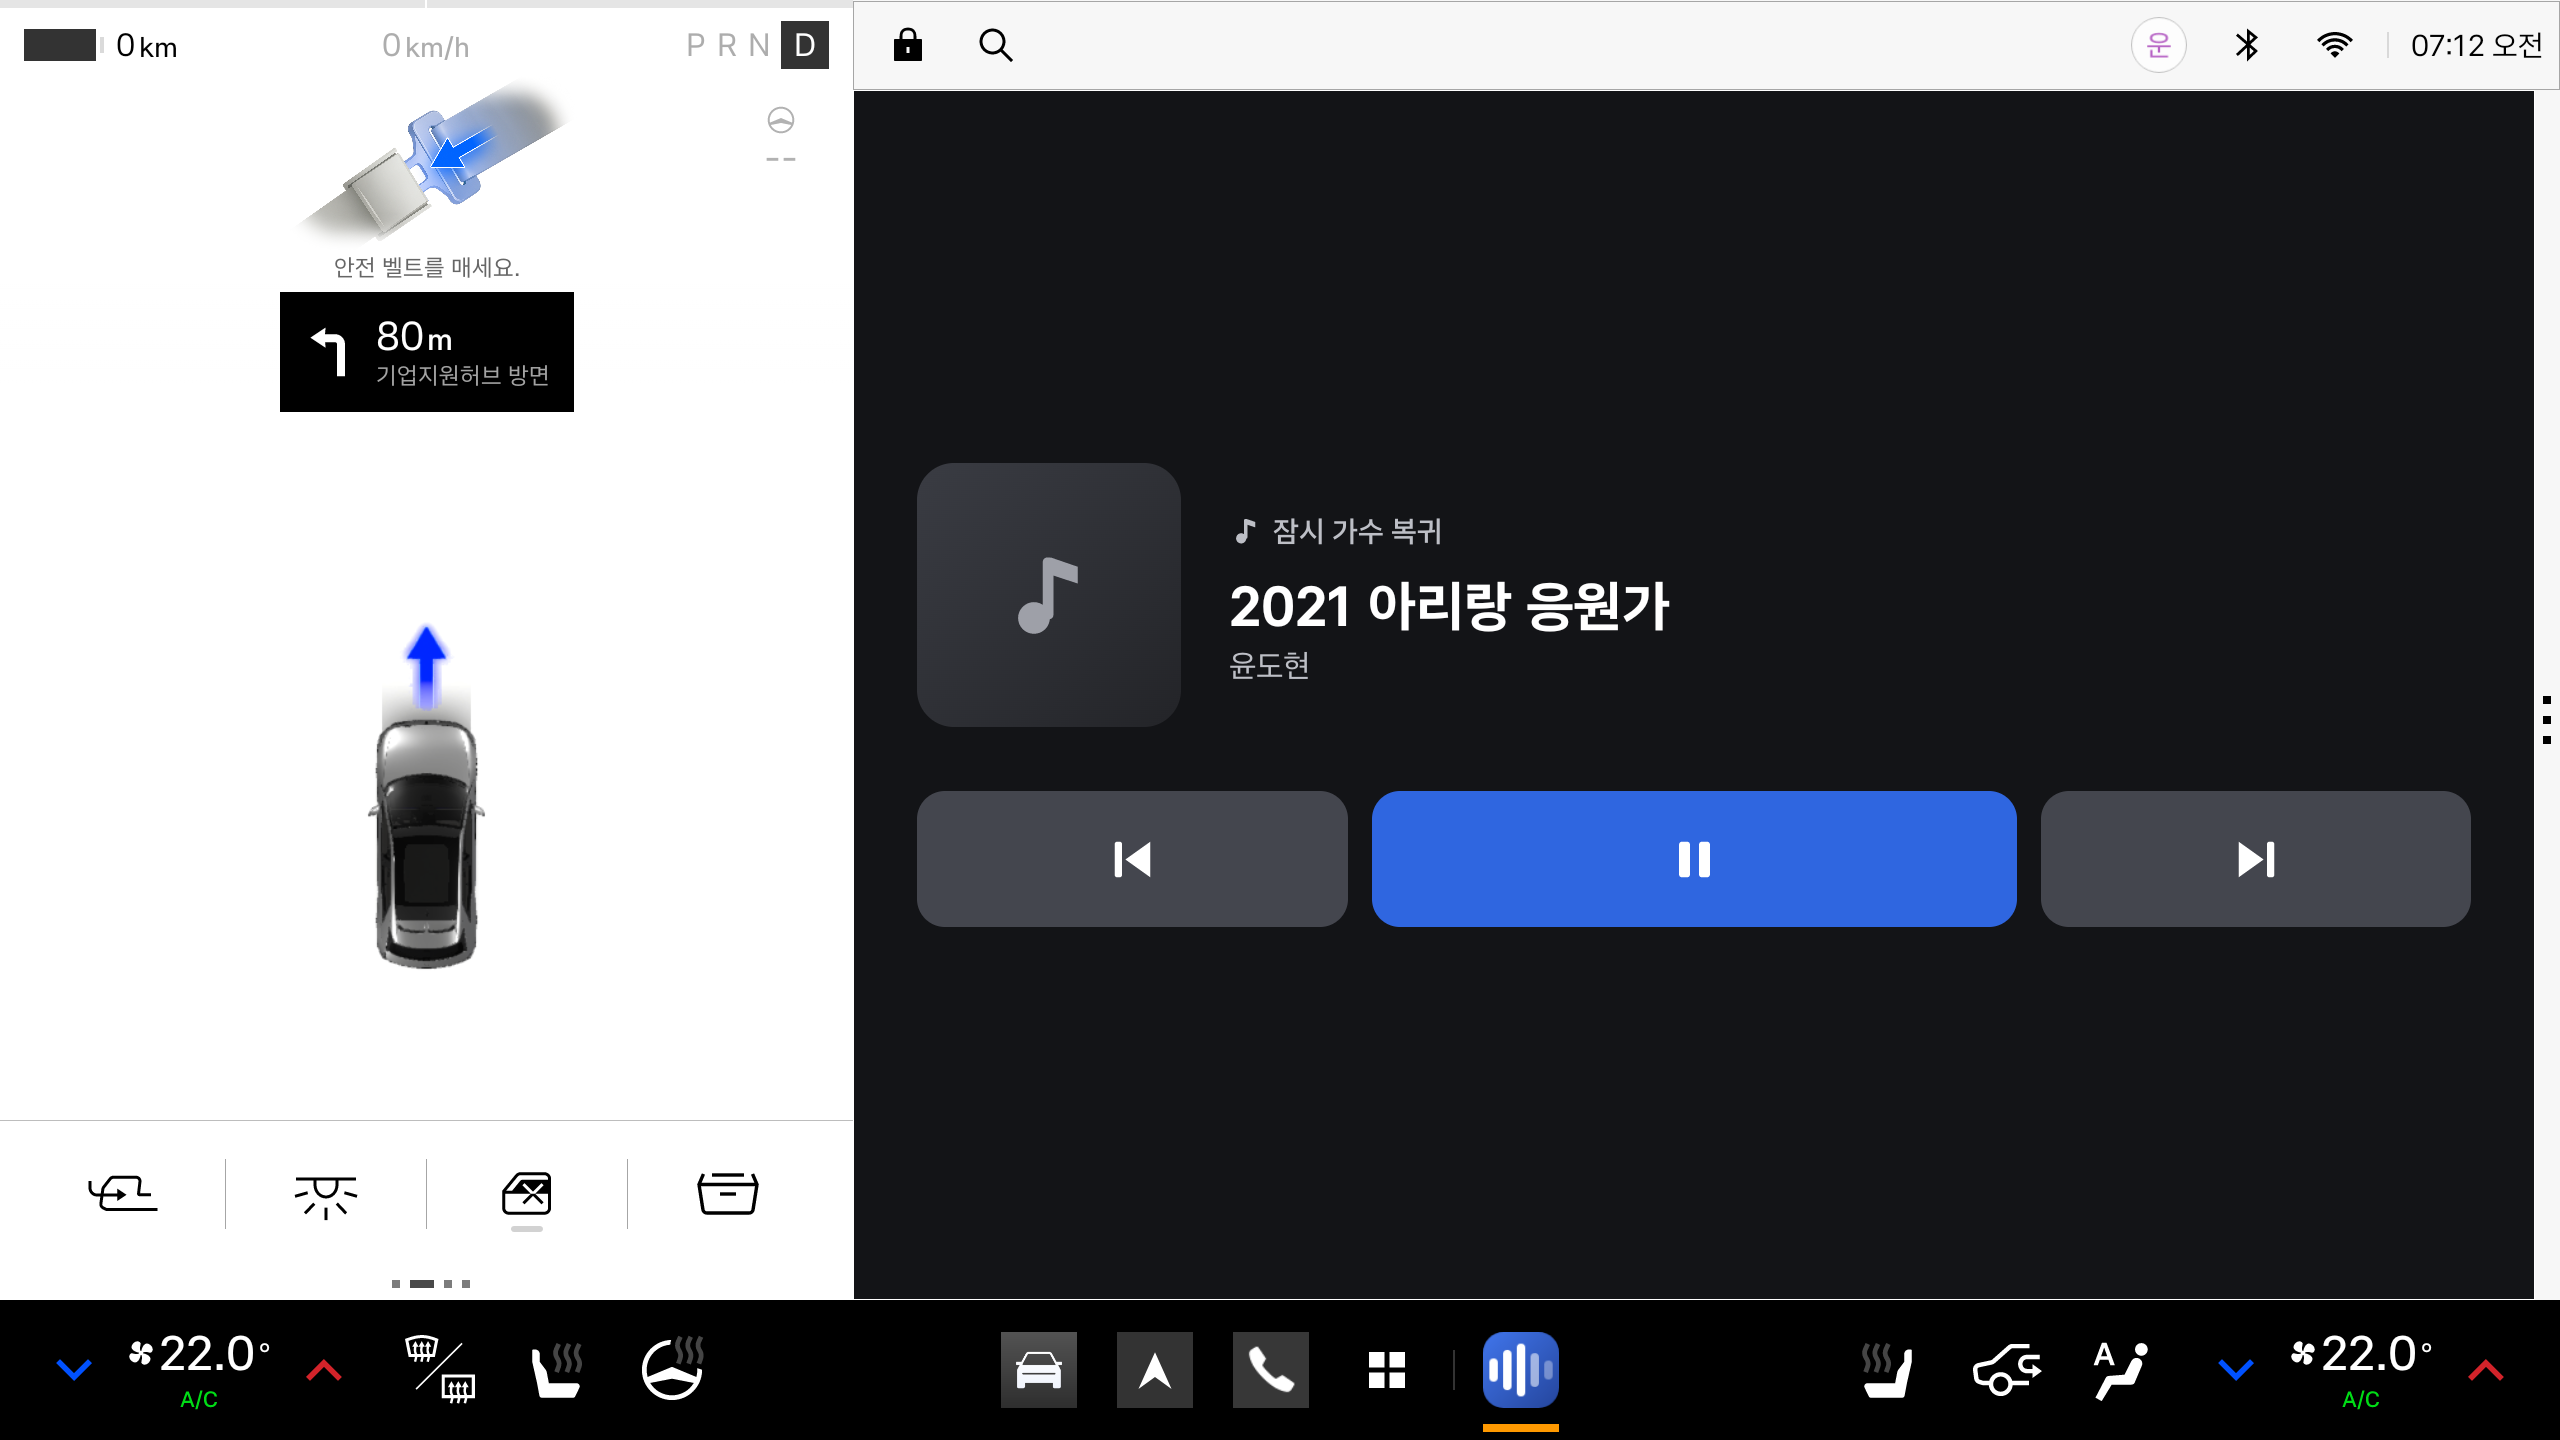 0 km
0 km/h
P R N D
--
안전 벨트를 매세요.
80 m
기업지원허브 방면
운
07:12 오전
잠시 가수 복귀
2021 아리랑 응원가
윤도현
22.0°
A/C
A
22.0°
A/C